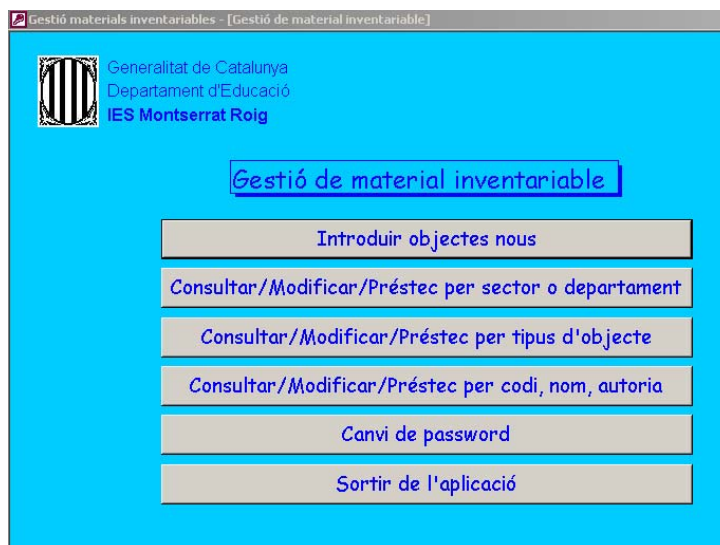 Gestió materials inventariables - [Gestió de material inventariable]
Generalitat de Catalunya
Departament d'Educació
IES Montserrat Roig
Gestió de material inventariable
Introduir objectes nous
Consultar/Modificar/Préstec per sector o departament
Consultar/Modificar/Préstec per tipus d'objecte
Consultar/Modificar/Préstec per codi, nom, autoria
Canvi de password
Sortir de l'aplicació